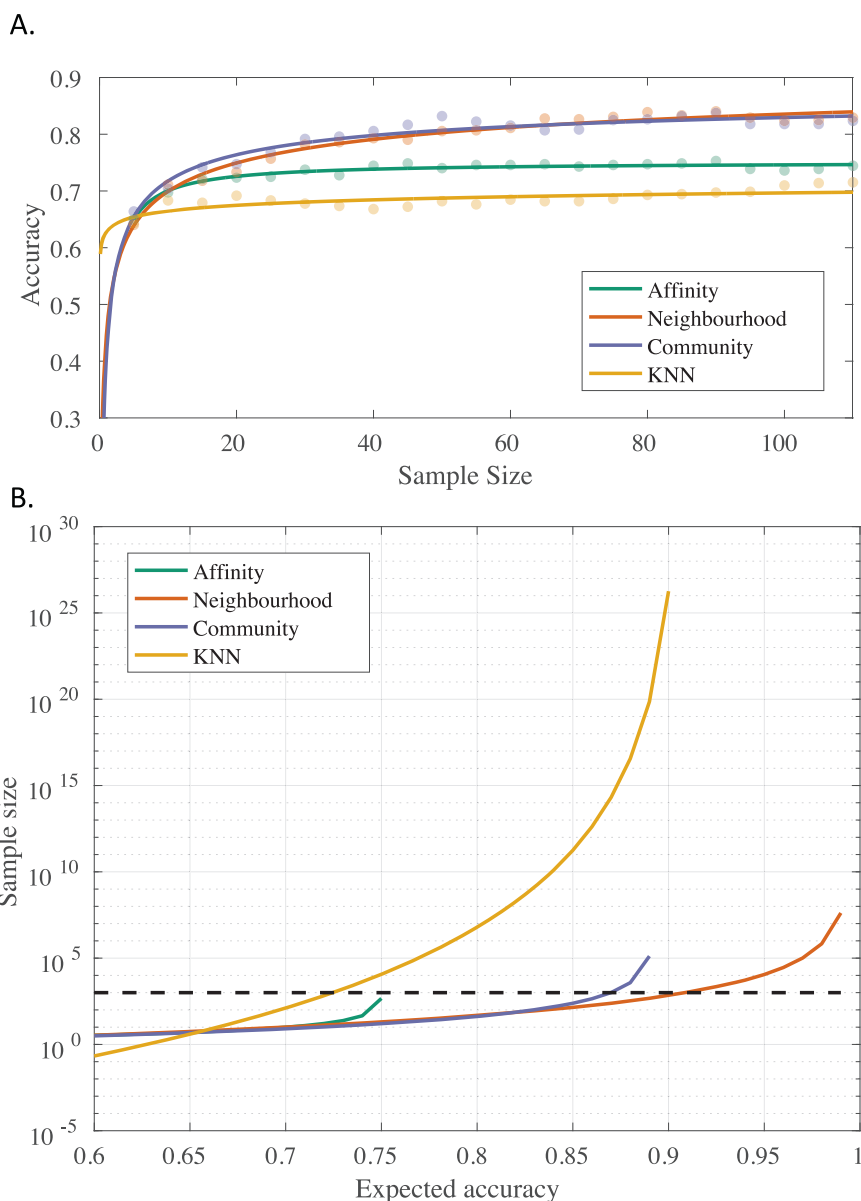 A.
0.9
0.8
0.7
0.6
0.5
0.4
0.3
Accuracy
Affinity
Neighbourhood
Community
KNN
0 20 40 60 80 100
Sample Size
B.
10 30
10 25
10 20
10 15
10 10
10 5
10 0
10 -5
Sample size
Affinity
Neighbourhood
Community
KNN
0.6 0.65 0.7 0.75 0.8 0.85 0.9 0.95 1
Expected accuracy